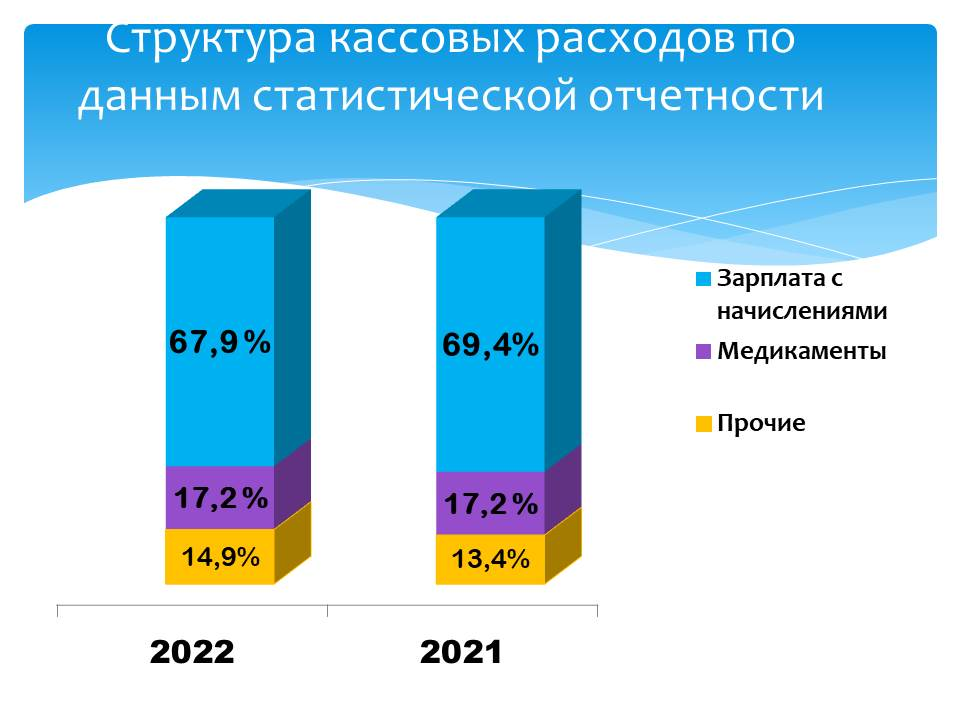 Структура кассовых расходов по
данным статистической отчетности
67,9 %
69,4%
17,2 %
17,2 %
14,9%
13,4%
2022
2021
Зарплата с
начислениями
Медикаменты
Прочие